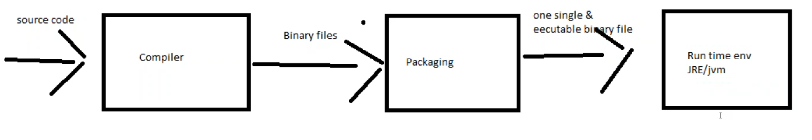 source code
Compiler
Binary files
Packaging
one single &
eecutable binary file
Run time env
JRE/jvm